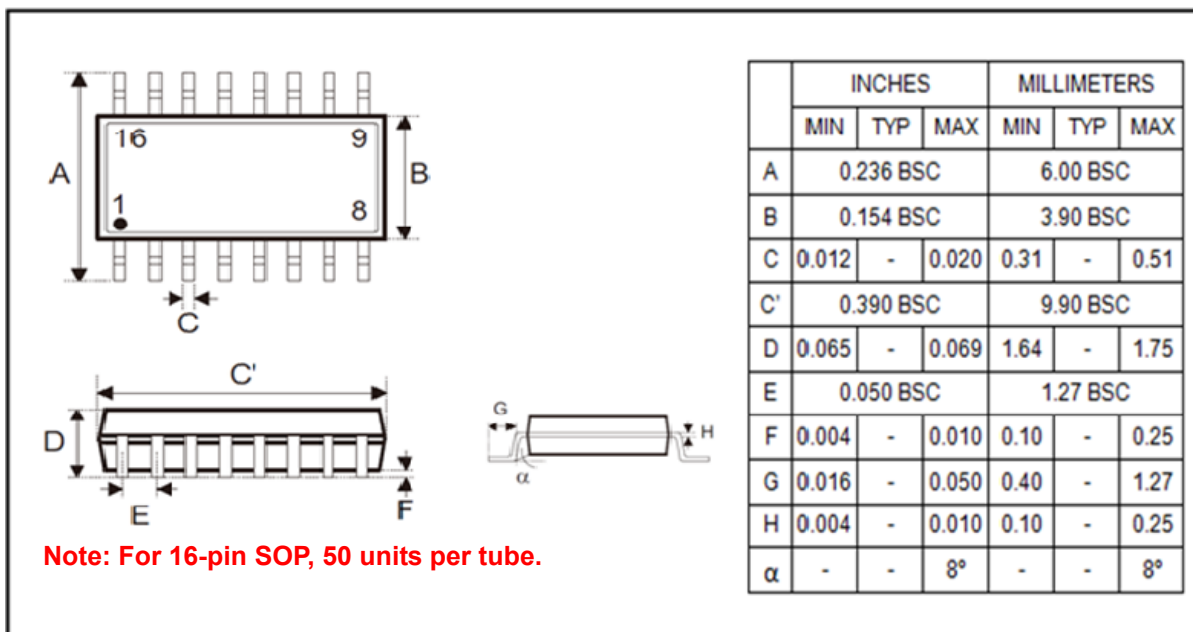 16 9
1 8
A
B
C
C'
D
E
F
G
H
α
Note: For 16-pin SOP, 50 units per tube.
INCHES MILLIMETERS
MIN TYP MAX MIN TYP MAX
A 0.236 BSC 6.00 BSC
B 0.154 BSC 3.90 BSC
C 0.012 - 0.020 0.31 - 0.51
C' 0.390 BSC 9.90 BSC
D 0.065 - 0.069 1.64 - 1.75
E 0.050 BSC 1.27 BSC
F 0.004 - 0.010 0.10 - 0.25
G 0.016 - 0.050 0.40 - 1.27
H 0.004 - 0.010 0.10 - 0.25
α - - 8º - - 8º